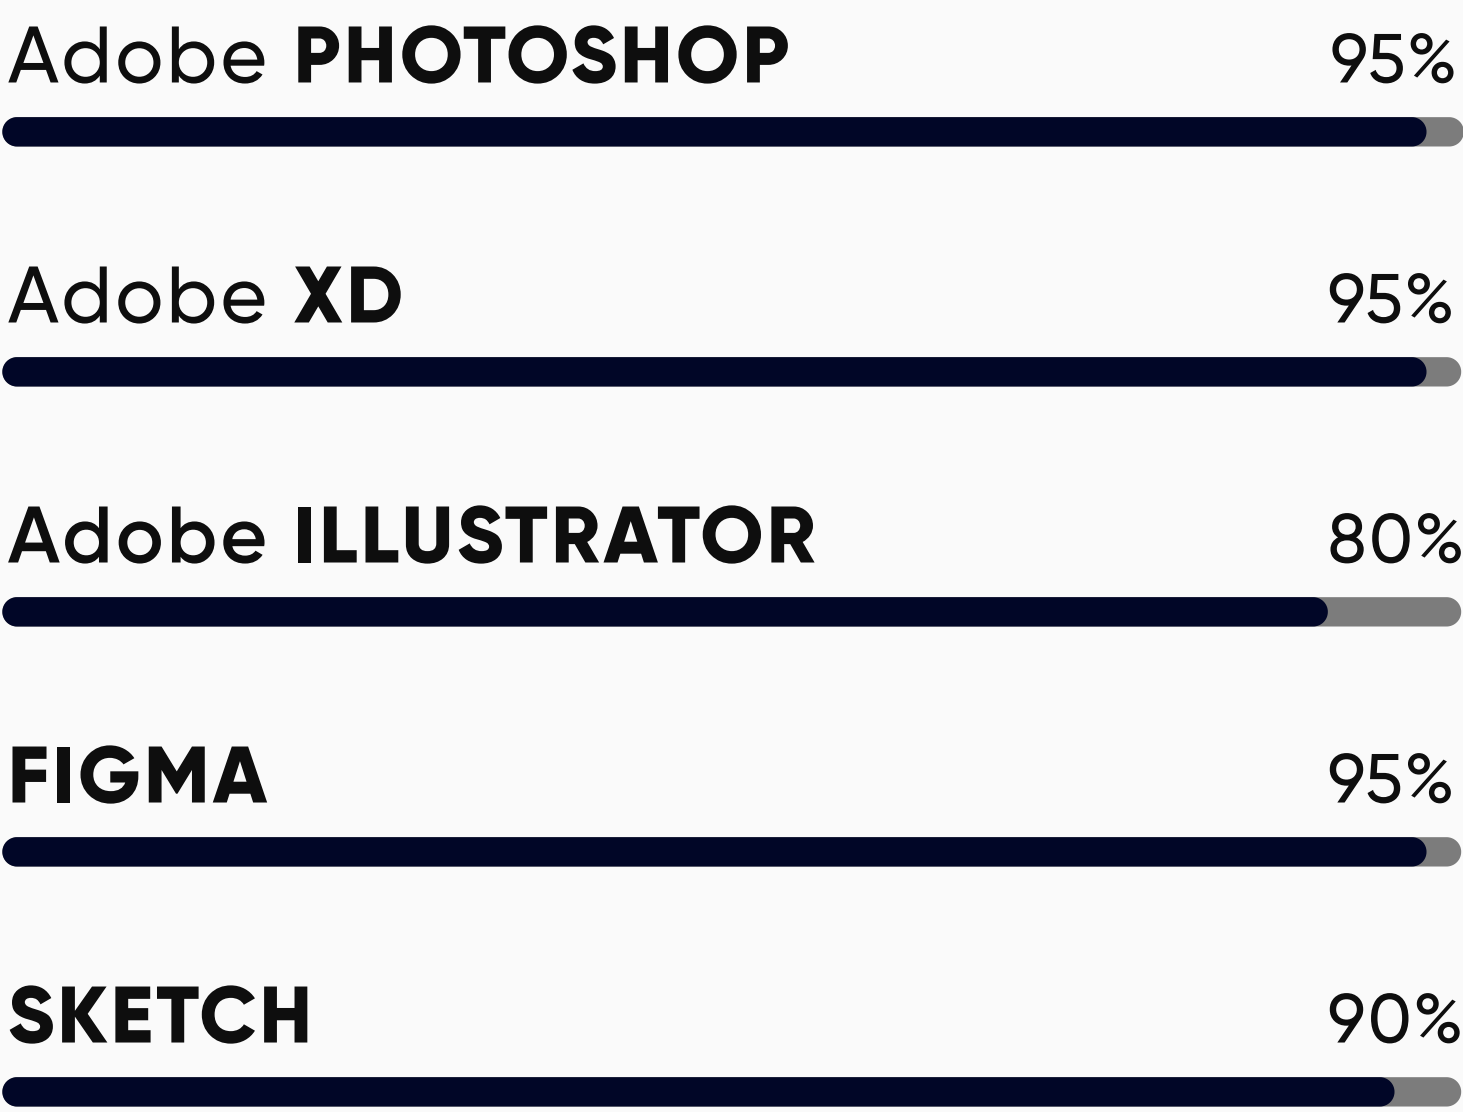 Adobe PHOTOSHOP 95%
Adobe XD 95%
Adobe ILLUSTRATOR 80%
FIGMA 95%
SKETCH 90%